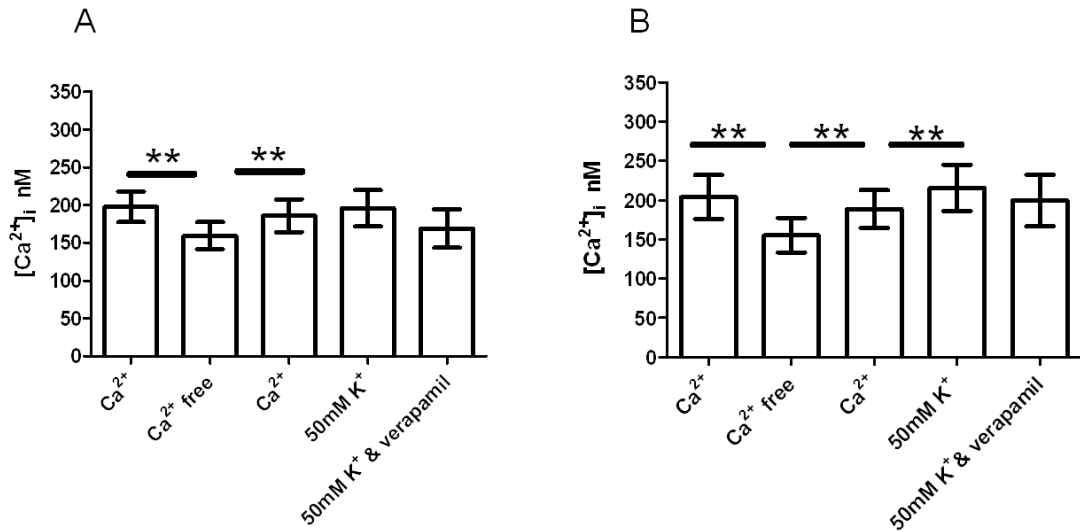 A
350
300
250
200
150
100
50
0
[Ca²⁺]ᵢ nM
**
**
Ca²⁺
Ca²⁺ free
Ca²⁺
50mM K⁺
50mM K⁺ & verapamil
B
350
300
250
200
150
100
50
0
[Ca²⁺]ᵢ nM
**
**
**
Ca²⁺
Ca²⁺ free
Ca²⁺
50mM K⁺
50mM K⁺ & verapamil